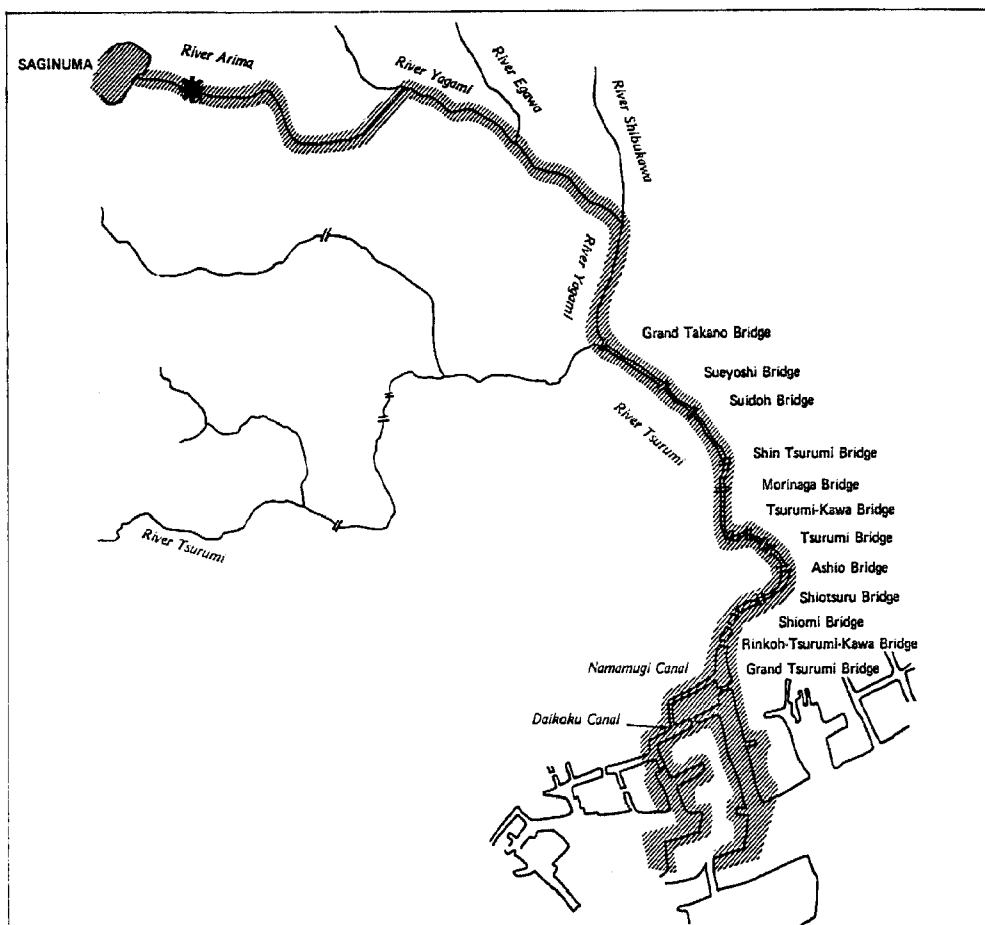 SAGINUMA
River Arima
River Yagami
River Egawa
River Shibukawa
River Yagami
Grand Takano Bridge
Sueyoshi Bridge
Suidoh Bridge
River Tsurumi
Shin Tsurumi Bridge
Morinaga Bridge
Tsurumi-Kawa Bridge
Tsurumi Bridge
River Tsurumi
Ashio Bridge
Shiotsuru Bridge
Shiomi Bridge
Rinkoh-Tsurumi-Kawa Bridge
Namamugi Canal
Grand Tsurumi Bridge
Daikoku Canal